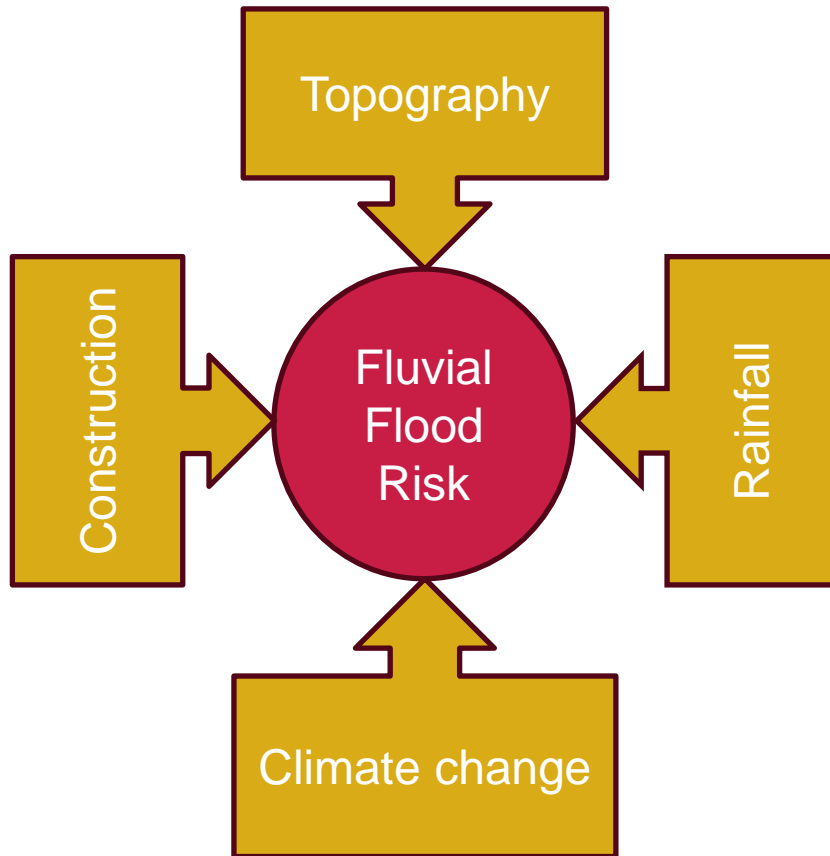 Topography
Construction
Fluvial
Flood
Risk
Rainfall
Climate change